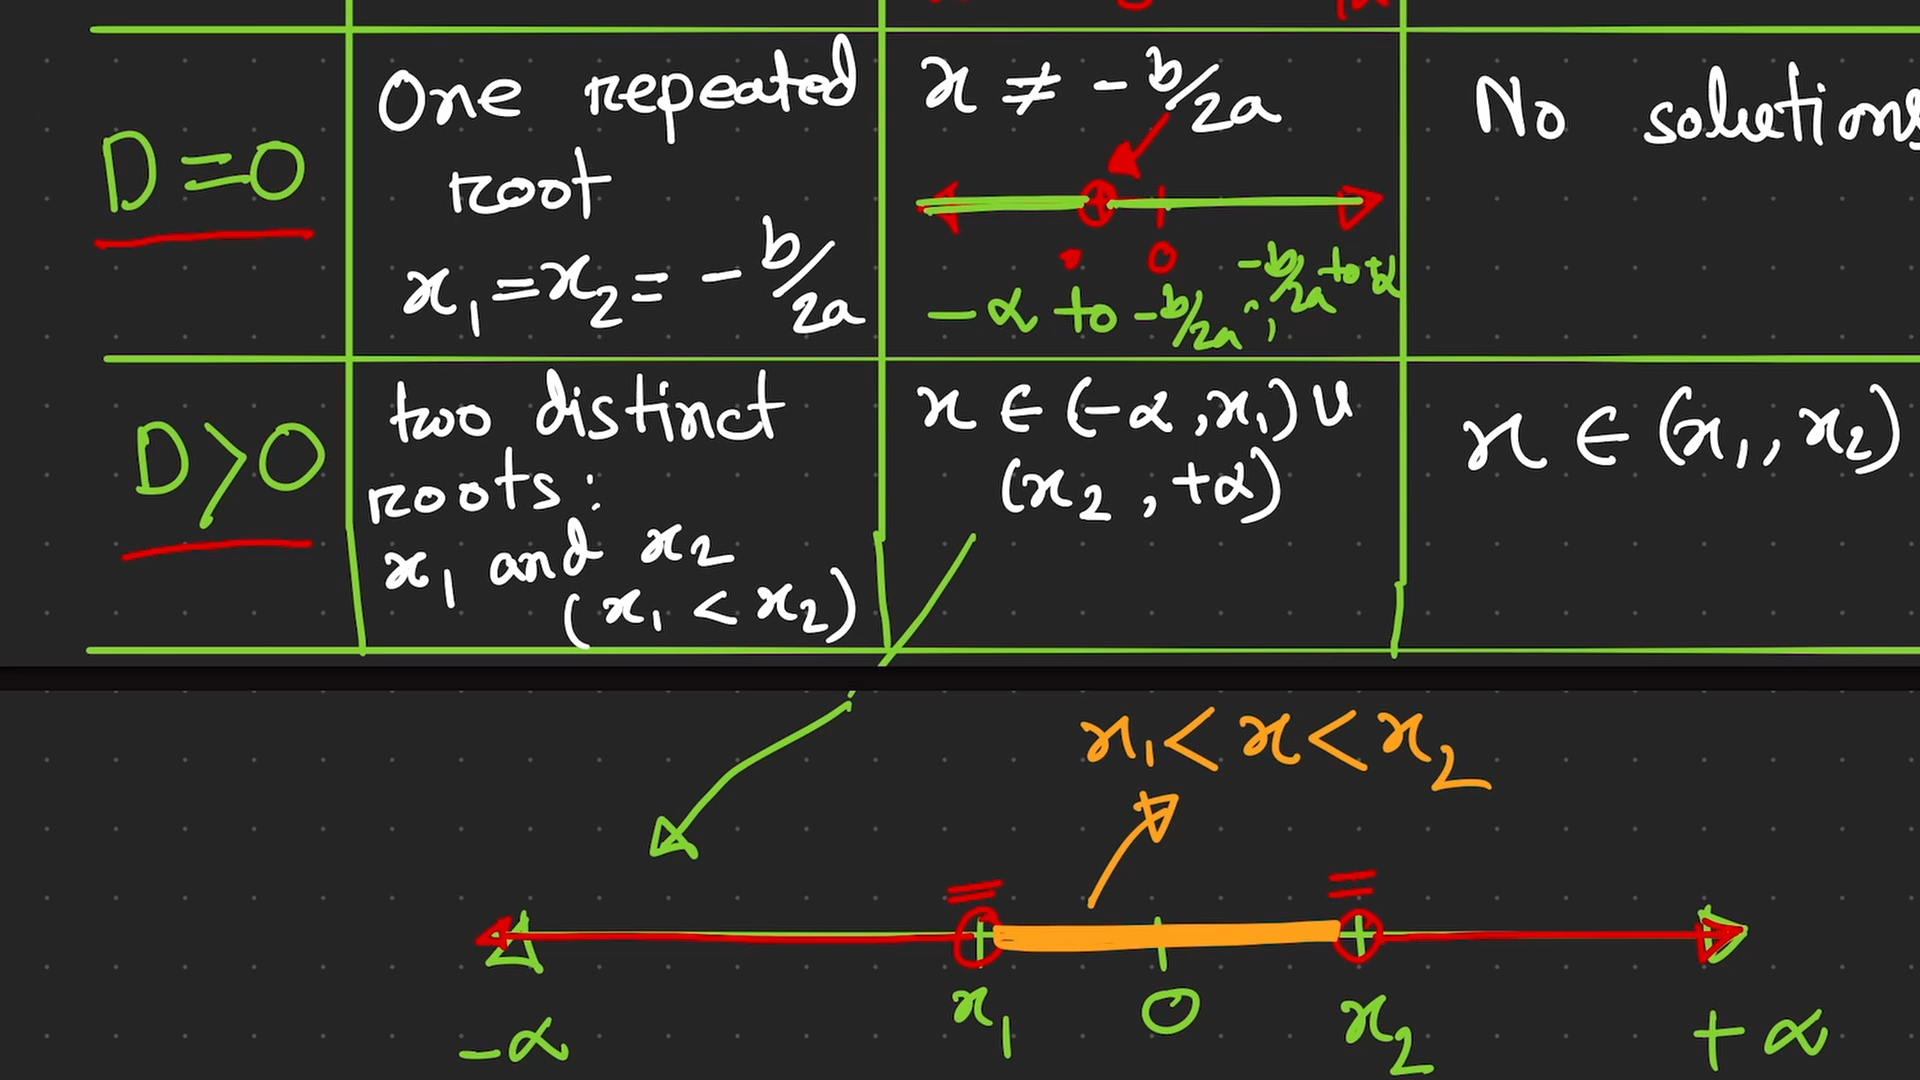 D=0
One repeated
root
x₁=x₂= -b/2a
x ≠ -b/2a
0
-α to -b/2a ; -b/2a to +α
No solutions
D>0
two distinct
roots:
x₁ and x₂
(x₁ < x₂)
x ∈ (-α, x₁) ∪
(x₂, +α)
x ∈ (x₁, x₂)
x₁ < x < x₂
-α x₁ 0 x₂ +α